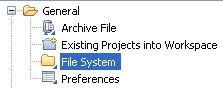 General
Archive File
Existing Projects into Workspace
File System
Preferences